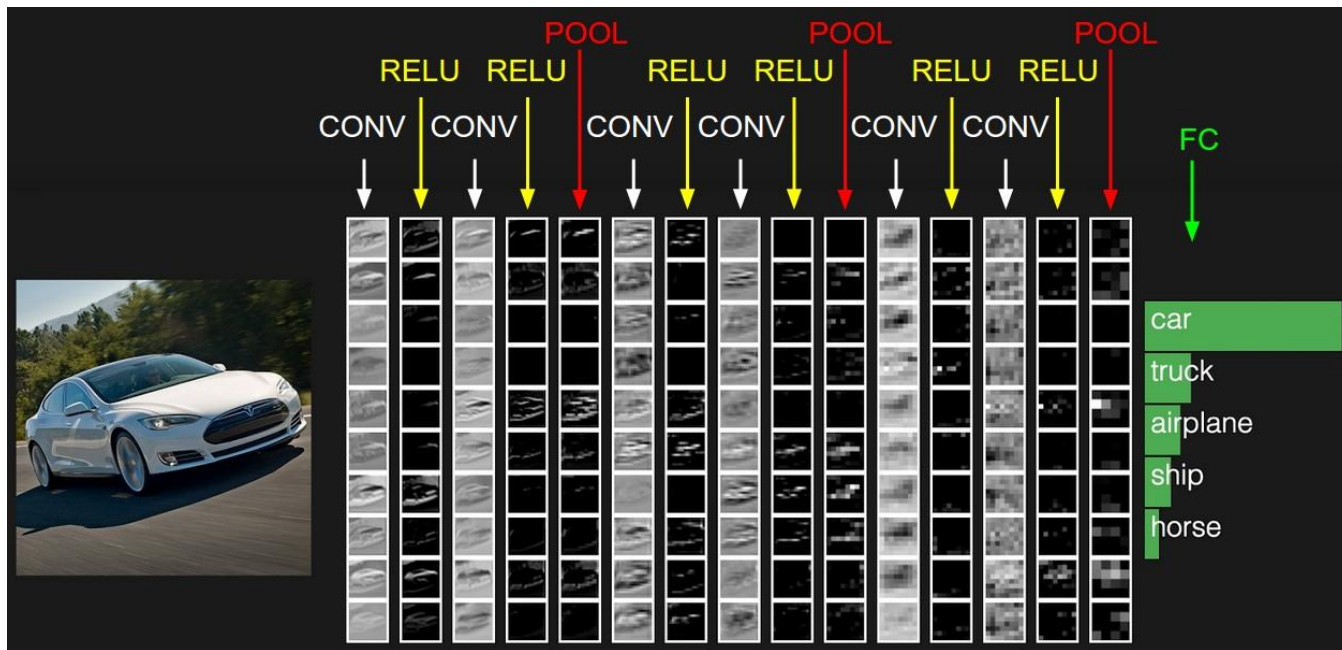 POOL POOL POOL
RELU RELU RELU RELU RELU RELU
CONV CONV CONV CONV CONV CONV
FC
car
truck
airplane
ship
horse